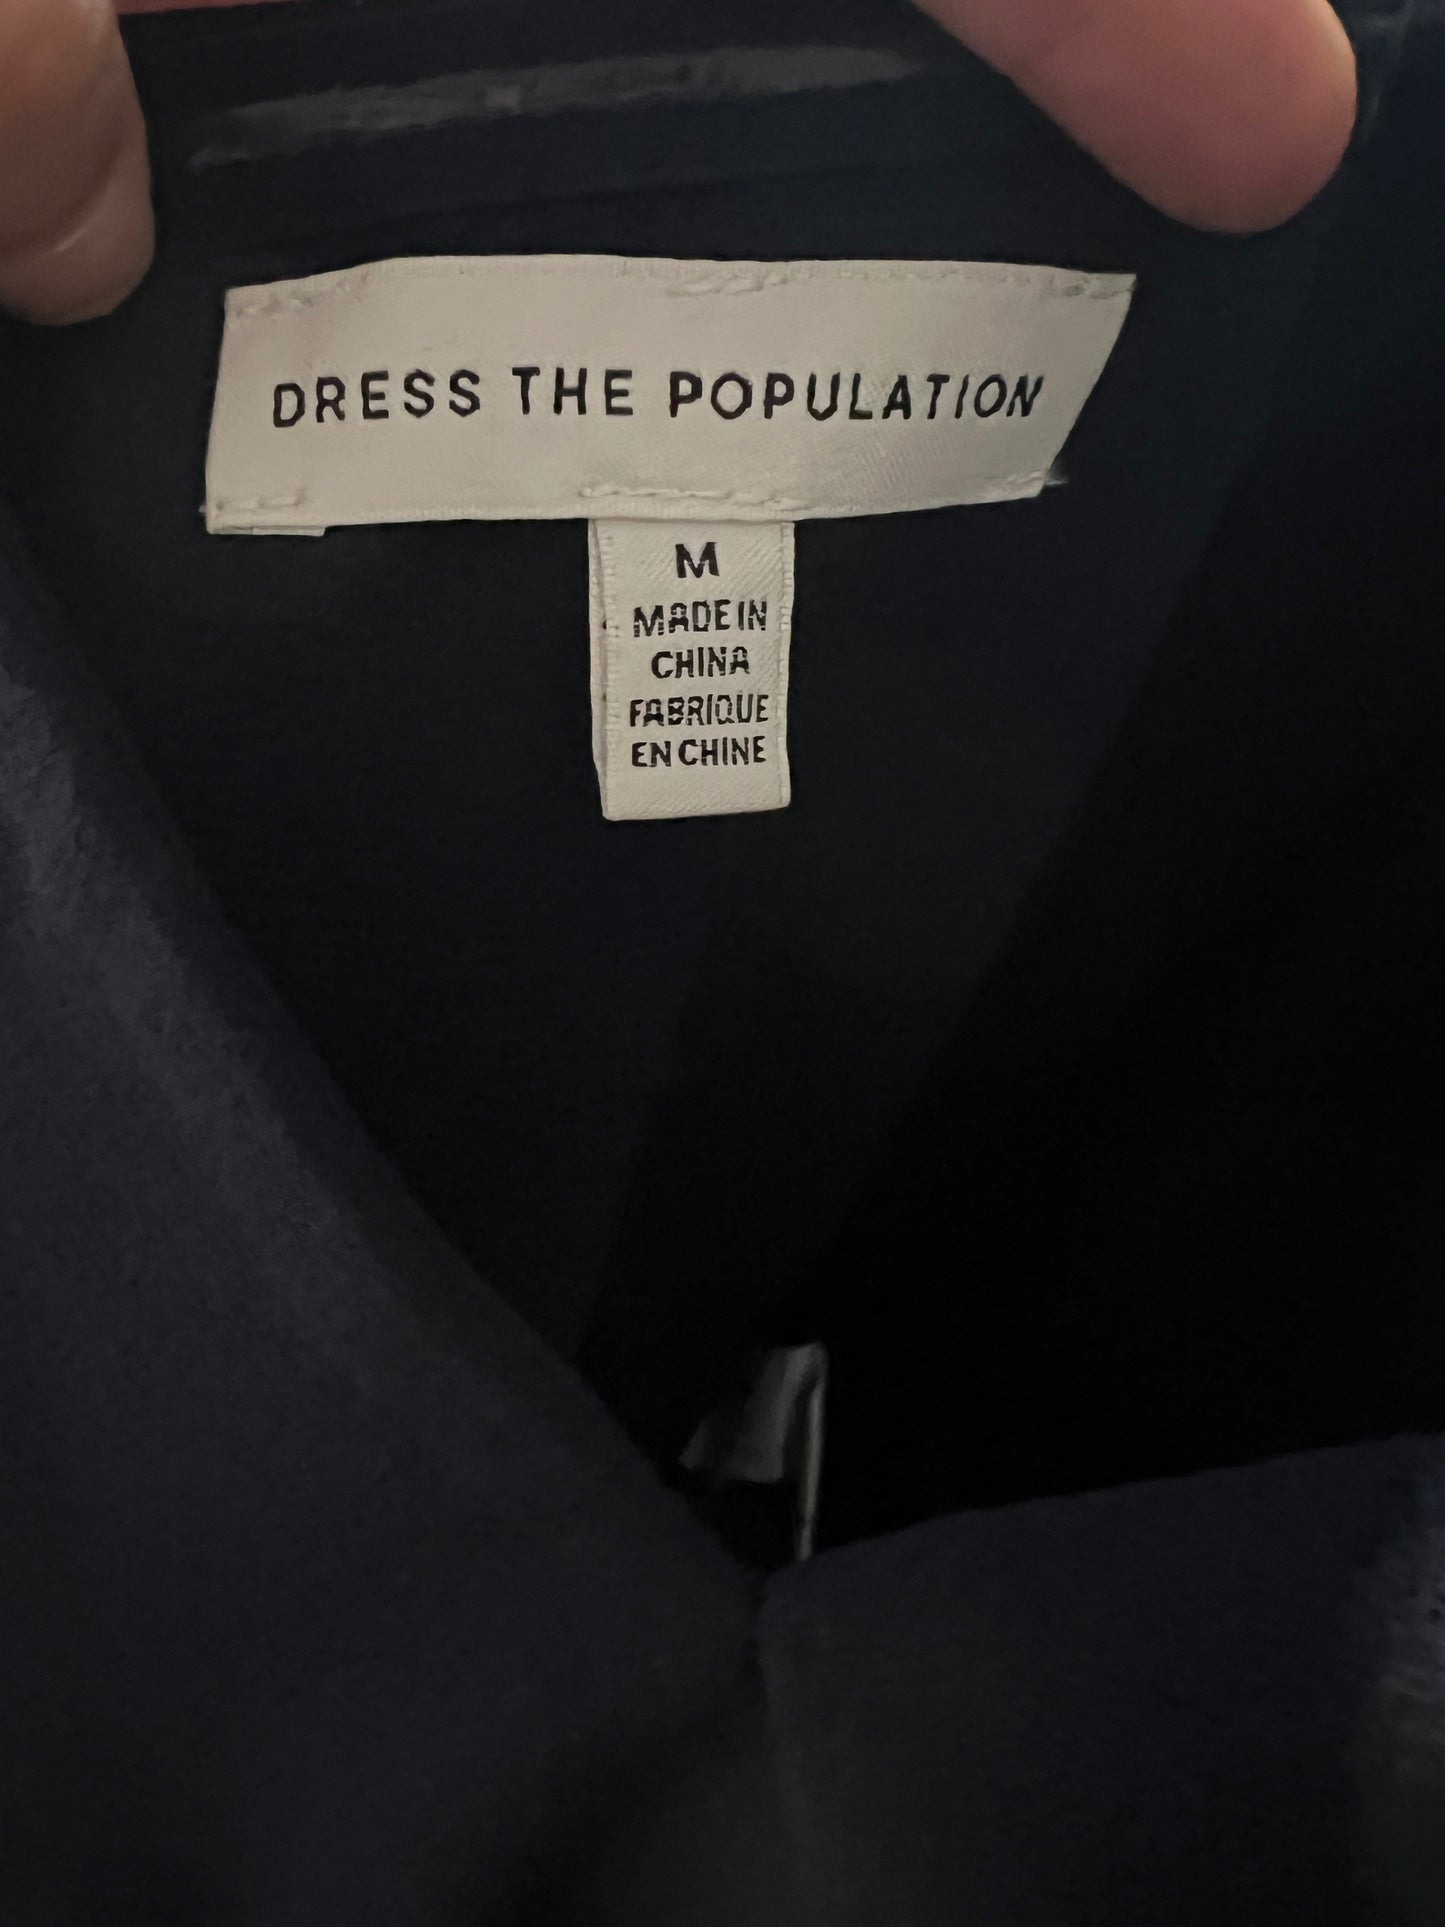 DRESS THE POPULATION
M
MADE IN
CHINA
FABRIQUE
EN CHINE